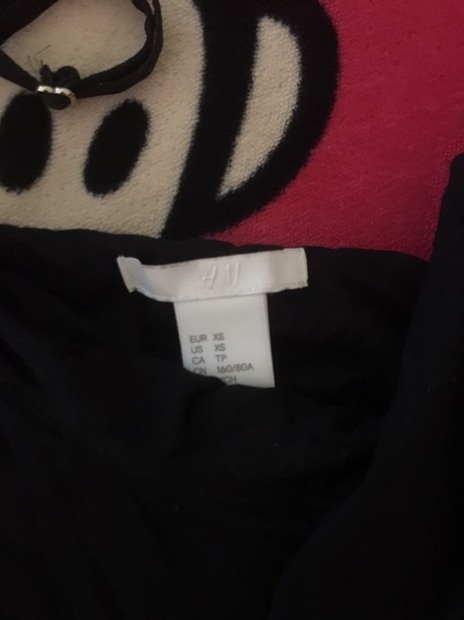 H&M
EUR XS
US XS
CA TP
CN 160/80A